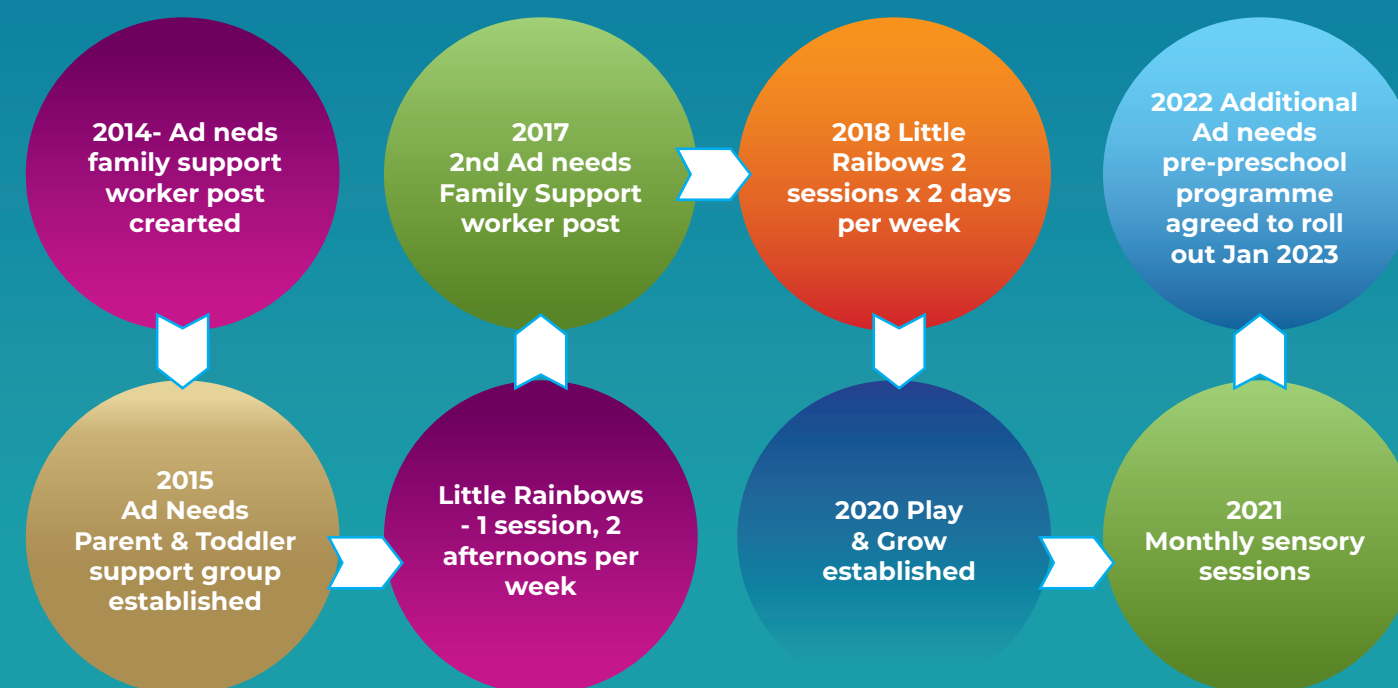 2014- Ad neds
family support
worker post
crearted
2015
Ad Needs
Parent & Toddler
support group
established
Little Rainbows
- 1 session, 2
afternoons per
week
2017
2nd Ad needs
Family Support
worker post
2018 Little
Raibows 2
sessions x 2 days
per week
2020 Play
& Grow
established
2021
Monthly sensory
sessions
2022 Additional
Ad needs
pre-preschool
programme
agreed to roll
out Jan 2023